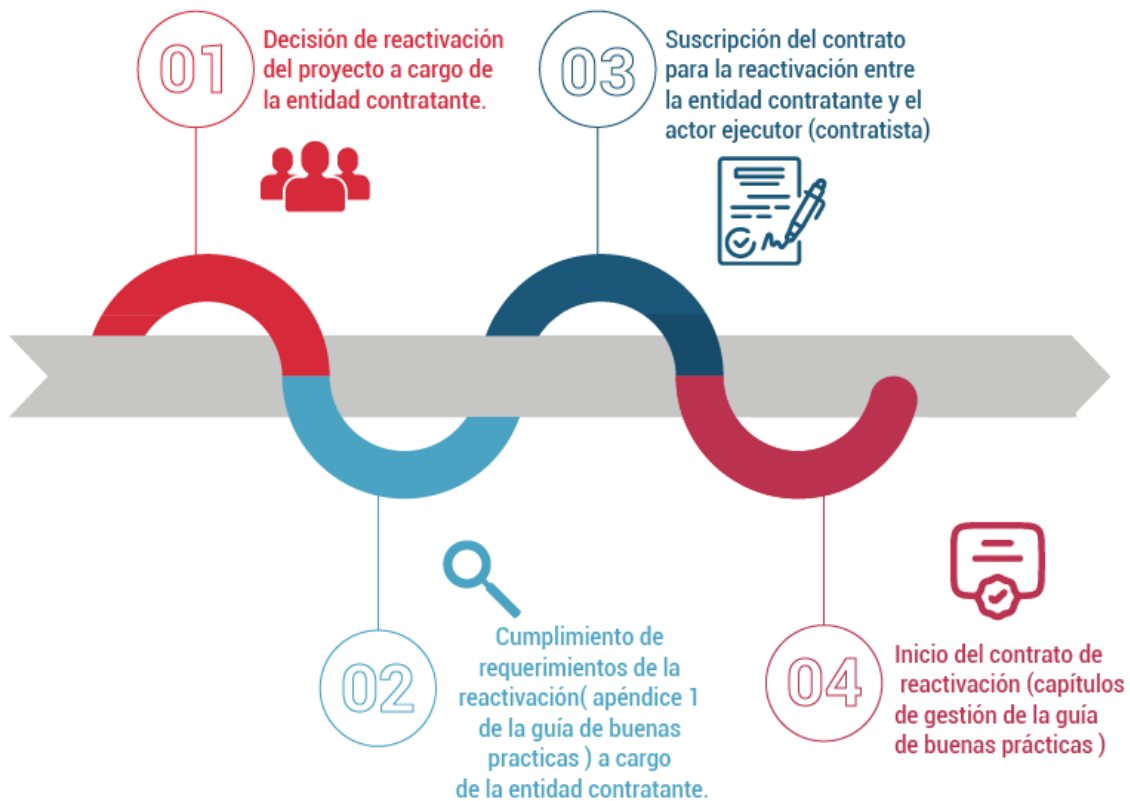 01
Decisión de reactivación
del proyecto a cargo de
la entidad contratante.
02
Cumplimiento de
requerimientos de la
reactivación( apéndice 1
de la guía de buenas
practicas ) a cargo
de la entidad contratante.
03
Suscripción del contrato
para la reactivación entre
la entidad contratante y el
actor ejecutor (contratista)
04
Inicio del contrato de
reactivación (capítulos
de gestión de la guía
de buenas prácticas )